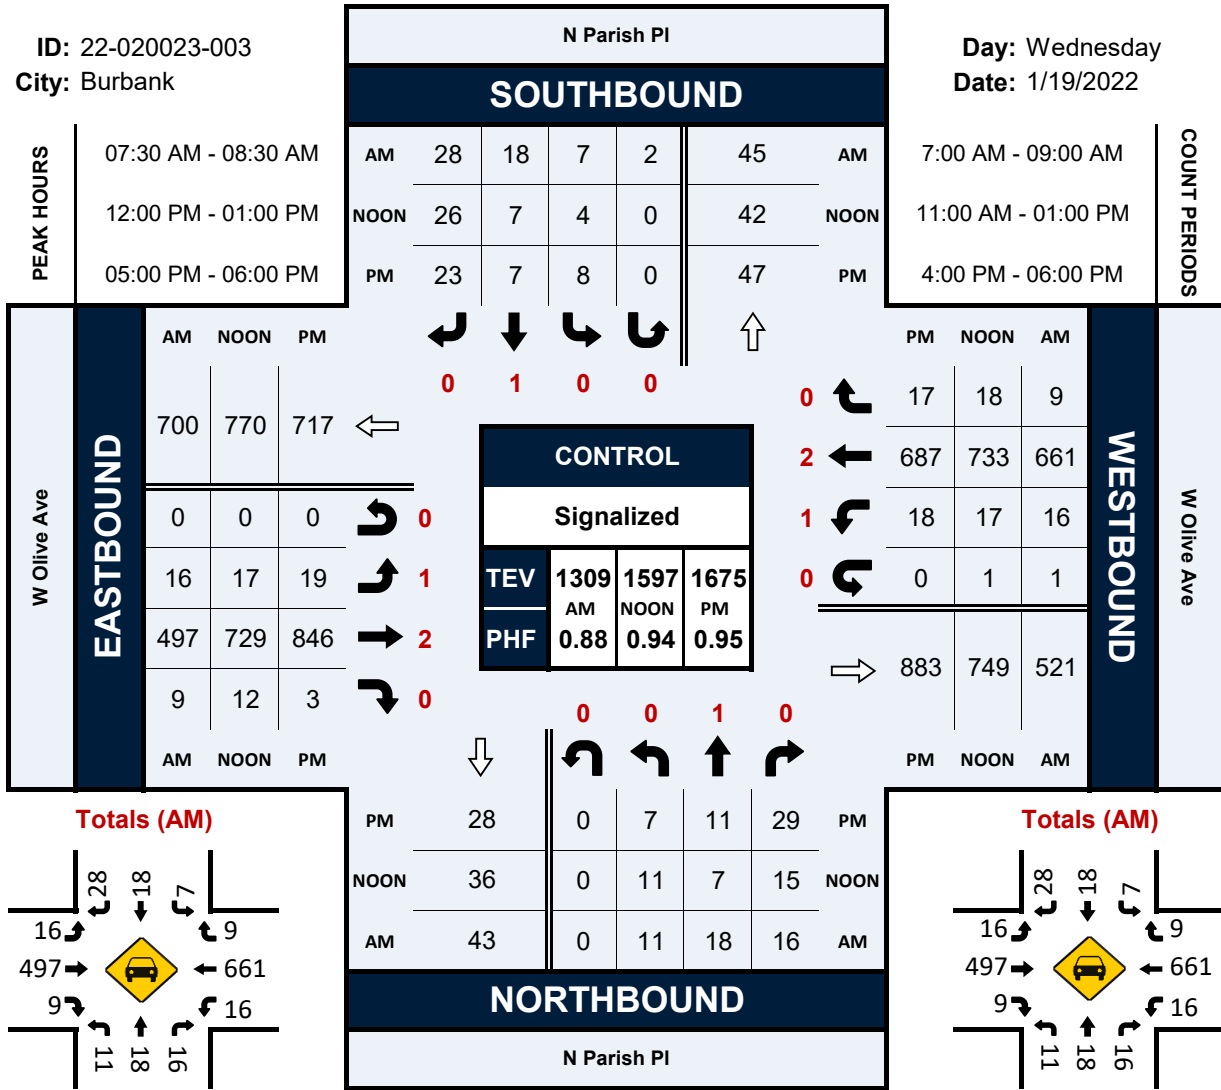 ID: 22-020023-003
City: Burbank
N Parish Pl
Day: Wednesday
Date: 1/19/2022
SOUTHBOUND
PEAK HOURS
07:30 AM - 08:30 AM
12:00 PM - 01:00 PM
05:00 PM - 06:00 PM
AM 28 18 7 2 45 AM
NOON 26 7 4 0 42 NOON
PM 23 7 8 0 47 PM
7:00 AM - 09:00 AM
11:00 AM - 01:00 PM
4:00 PM - 06:00 PM
COUNT PERIODS
0 1 0 0
W Olive Ave
EASTBOUND
AM NOON PM
700 770 717
0 0 0 0
16 17 19 1
497 729 846 2
9 12 3 0
AM NOON PM
CONTROL
Signalized
TEV 1309 1597 1675
AM NOON PM
PHF 0.88 0.94 0.95
PM NOON AM
0 17 18 9
2 687 733 661
1 18 17 16
0 0 1 1
883 749 521
PM NOON AM
WESTBOUND
W Olive Ave
0 0 1 0
PM 28 0 7 11 29 PM
NOON 36 0 11 7 15 NOON
AM 43 0 11 18 16 AM
NORTHBOUND
N Parish Pl
Totals (AM)
28 18 7
16 9
497 661
9 16
11 18 16
Totals (AM)
28 18 7
16 9
497 661
9 16
11 18 16